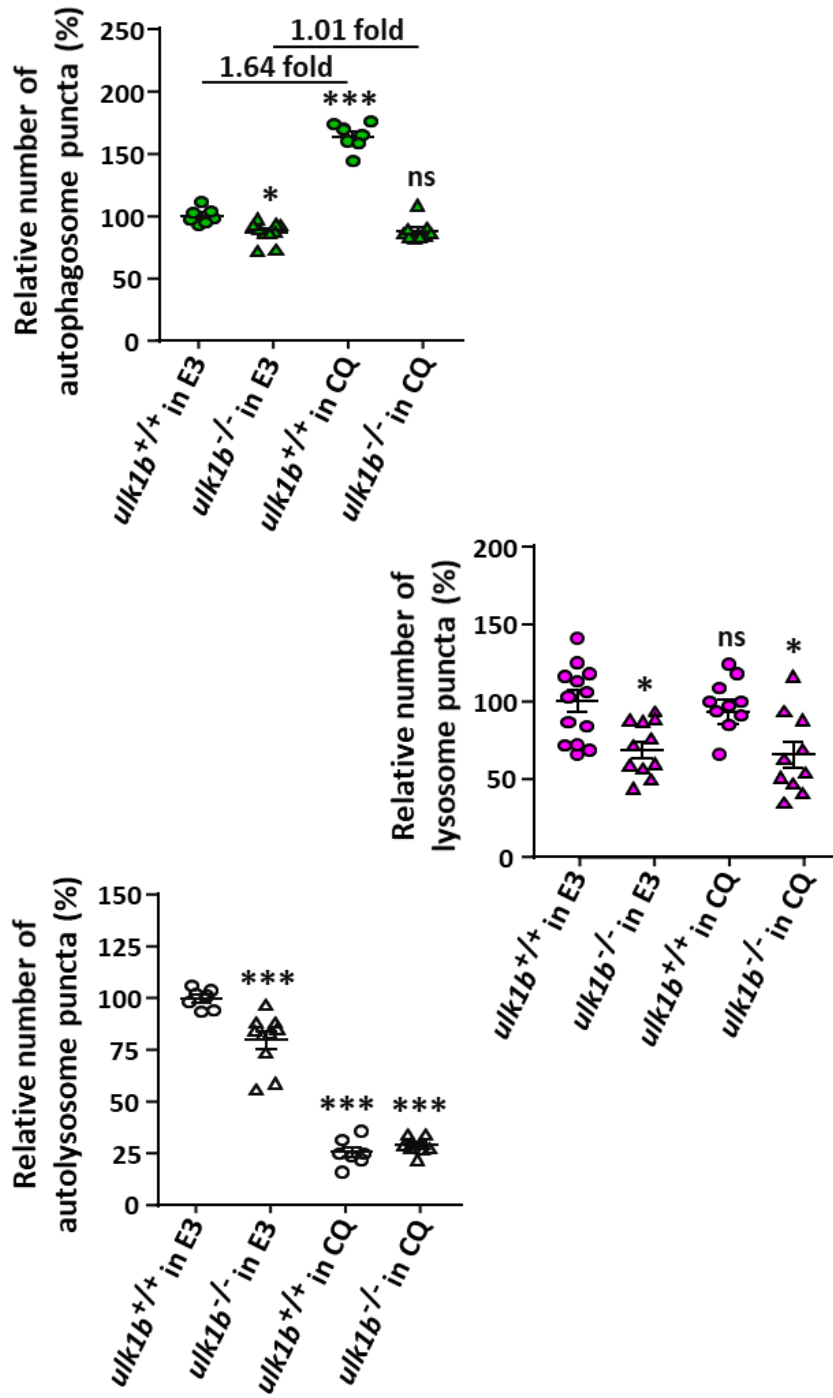 Relative number of
autophagosome puncta (%)
250
200
150
100
50
0
1.01 fold
1.64 fold
*
***
ns
ulk1b+/+ in E3
ulk1b-/- in E3
ulk1b+/+ in CQ
ulk1b-/- in CQ
Relative number of
lysosome puncta (%)
200
150
100
50
0
*
ns
*
ulk1b+/+ in E3
ulk1b-/- in E3
ulk1b+/+ in CQ
ulk1b-/- in CQ
Relative number of
autolysosome puncta (%)
150
125
100
75
50
25
0
***
***
***
ulk1b+/+ in E3
ulk1b-/- in E3
ulk1b+/+ in CQ
ulk1b-/- in CQ